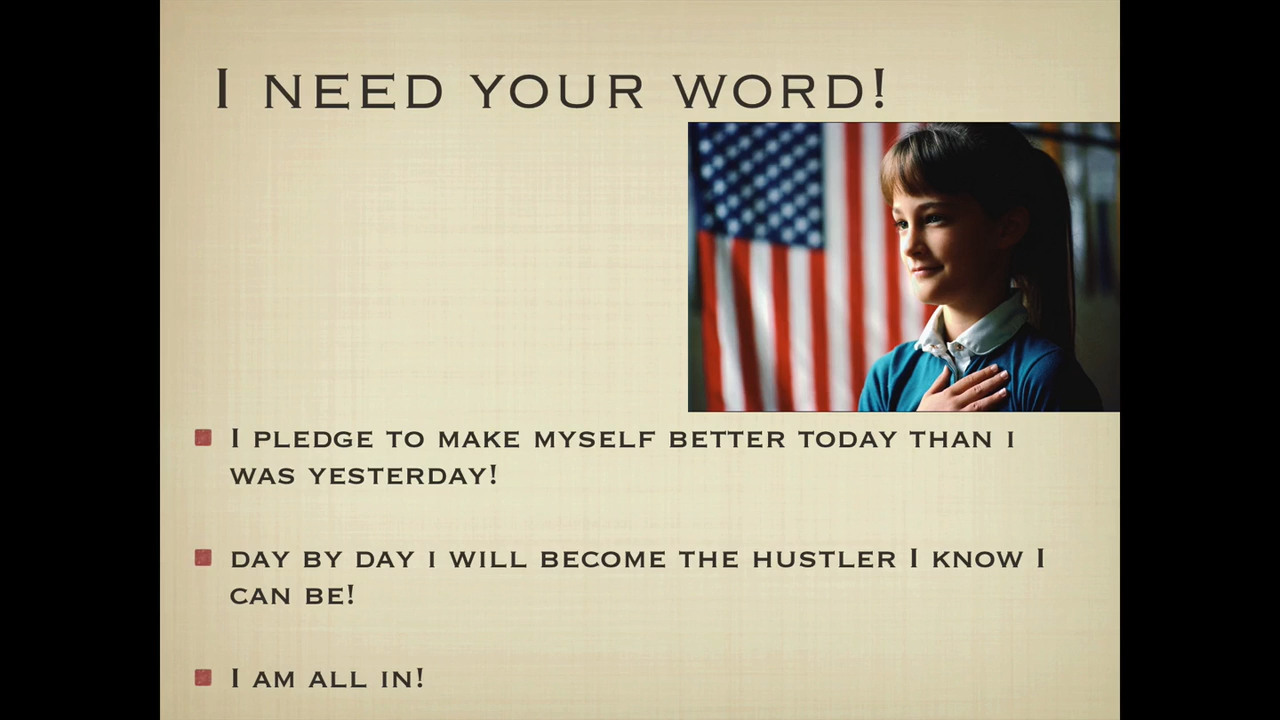 I NEED YOUR WORD!
I PLEDGE TO MAKE MYSELF BETTER TODAY THAN I
WAS YESTERDAY!
DAY BY DAY I WILL BECOME THE HUSTLER I KNOW I
CAN BE!
I AM ALL IN!